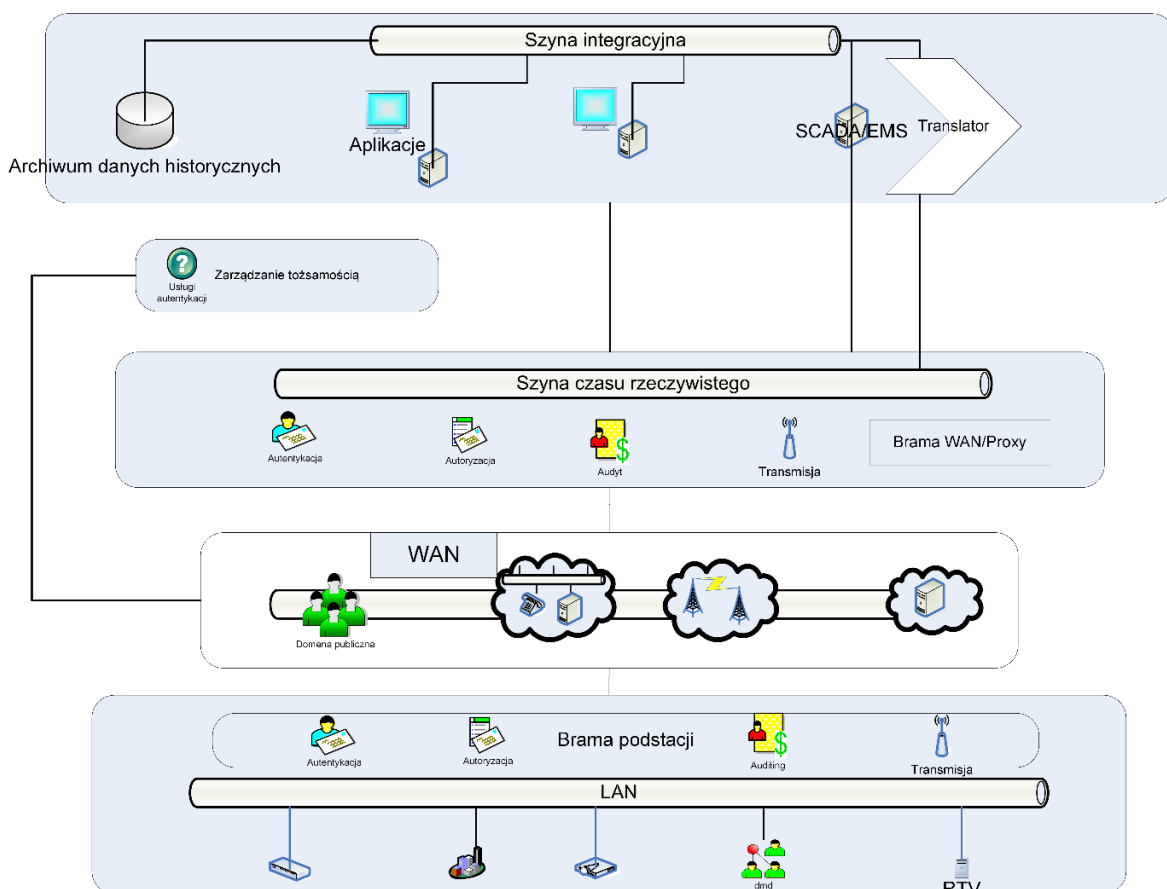 Szyna integracyjna
Aplikacje
SCADA/EMS
Translator
Archiwum danych historycznych
Zarządzanie tożsamością
Usługi
autentykacji
Szyna czasu rzeczywistego
Autentykacja
Autoryzacja
Audyt
Transmisja
Brama WAN/Proxy
WAN
Domena publiczna
Brama podstacji
Autentykacja
Autoryzacja
Auditing
Transmisja
LAN
dmd